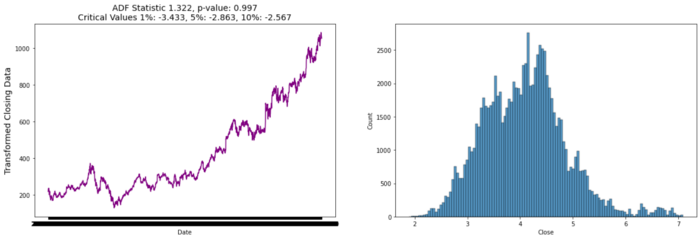 ADF Statistic 1.322, p-value: 0.997
Critical Values 1%: -3.433, 5%: -2.863, 10%: -2.567
Transformed Closing Data
1000
800
600
400
200
Date
Count
2500
2000
1500
1000
500
0
2
3
4
5
6
7
Close